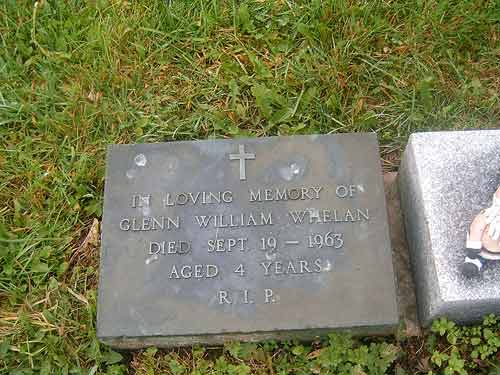 IN LOVING MEMORY OF
GLENN WILLIAM WHELAN
DIED SEPT. 19 - 1963
AGED 4 YEARS
R. I. P.